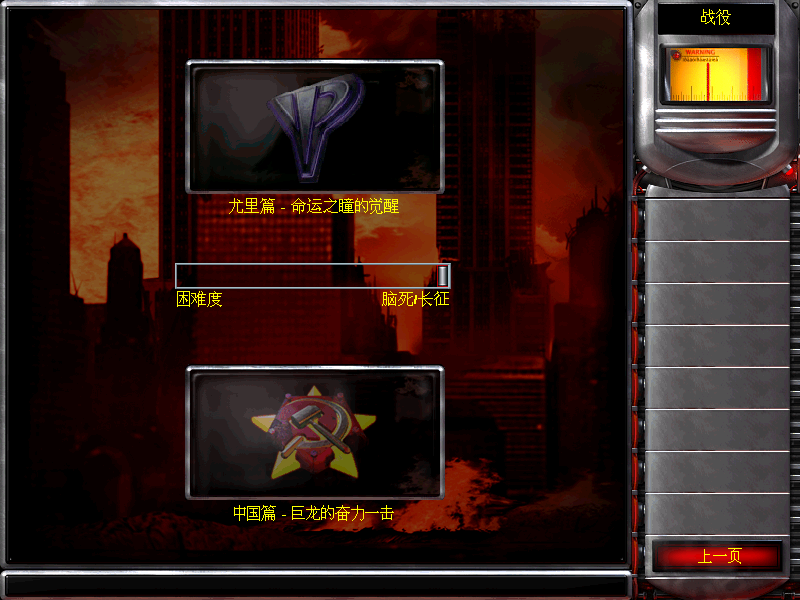 战役
WARNING
尤里篇 - 命运之瞳的觉醒
困难度 脑死/长征
中国篇 - 巨龙的奋力一击
上一页